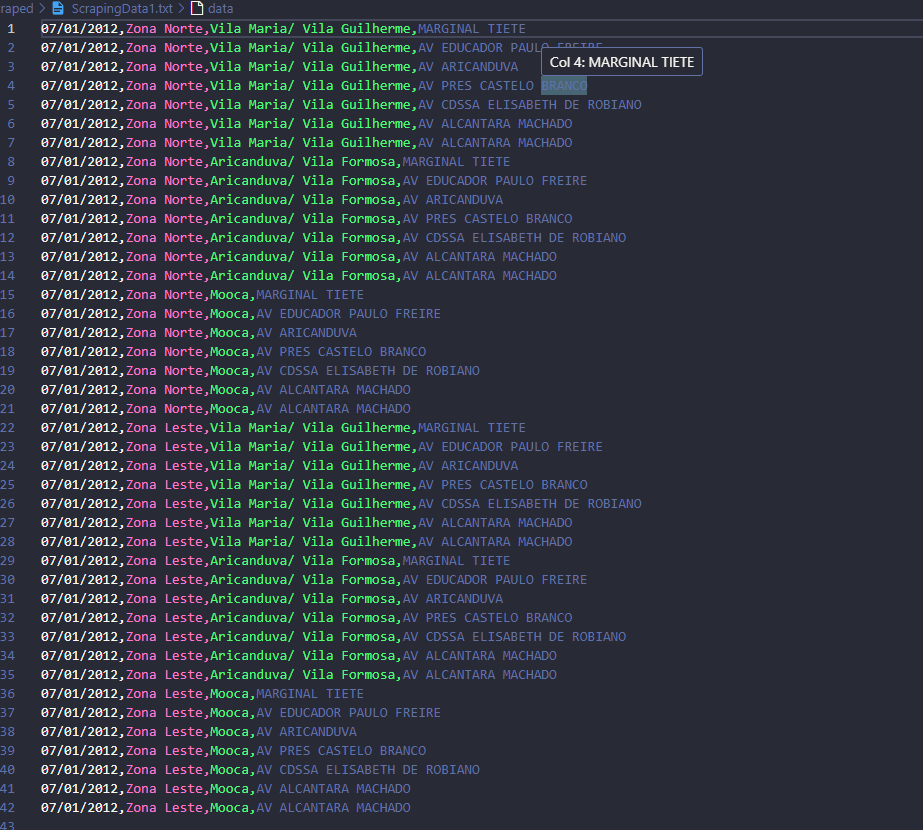 raped > ScrapingData1.txt > data
1 07/01/2012,Zona Norte,Vila Maria/ Vila Guilherme,MARGINAL TIETE
2 07/01/2012,Zona Norte,Vila Maria/ Vila Guilherme,AV EDUCADOR PAULO FREIRE
Col 4: MARGINAL TIETE
3 07/01/2012,Zona Norte,Vila Maria/ Vila Guilherme,AV ARICANDUVA
4 07/01/2012,Zona Norte,Vila Maria/ Vila Guilherme,AV PRES CASTELO BRANCO
5 07/01/2012,Zona Norte,Vila Maria/ Vila Guilherme,AV CDSSA ELISABETH DE ROBIANO
6 07/01/2012,Zona Norte,Vila Maria/ Vila Guilherme,AV ALCANTARA MACHADO
7 07/01/2012,Zona Norte,Vila Maria/ Vila Guilherme,AV ALCANTARA MACHADO
8 07/01/2012,Zona Norte,Aricanduva/ Vila Formosa,MARGINAL TIETE
9 07/01/2012,Zona Norte,Aricanduva/ Vila Formosa,AV EDUCADOR PAULO FREIRE
10 07/01/2012,Zona Norte,Aricanduva/ Vila Formosa,AV ARICANDUVA
11 07/01/2012,Zona Norte,Aricanduva/ Vila Formosa,AV PRES CASTELO BRANCO
12 07/01/2012,Zona Norte,Aricanduva/ Vila Formosa,AV CDSSA ELISABETH DE ROBIANO
13 07/01/2012,Zona Norte,Aricanduva/ Vila Formosa,AV ALCANTARA MACHADO
14 07/01/2012,Zona Norte,Aricanduva/ Vila Formosa,AV ALCANTARA MACHADO
15 07/01/2012,Zona Norte,Mooca,MARGINAL TIETE
16 07/01/2012,Zona Norte,Mooca,AV EDUCADOR PAULO FREIRE
17 07/01/2012,Zona Norte,Mooca,AV ARICANDUVA
18 07/01/2012,Zona Norte,Mooca,AV PRES CASTELO BRANCO
19 07/01/2012,Zona Norte,Mooca,AV CDSSA ELISABETH DE ROBIANO
20 07/01/2012,Zona Norte,Mooca,AV ALCANTARA MACHADO
21 07/01/2012,Zona Norte,Mooca,AV ALCANTARA MACHADO
22 07/01/2012,Zona Leste,Vila Maria/ Vila Guilherme,MARGINAL TIETE
23 07/01/2012,Zona Leste,Vila Maria/ Vila Guilherme,AV EDUCADOR PAULO FREIRE
24 07/01/2012,Zona Leste,Vila Maria/ Vila Guilherme,AV ARICANDUVA
25 07/01/2012,Zona Leste,Vila Maria/ Vila Guilherme,AV PRES CASTELO BRANCO
26 07/01/2012,Zona Leste,Vila Maria/ Vila Guilherme,AV CDSSA ELISABETH DE ROBIANO
27 07/01/2012,Zona Leste,Vila Maria/ Vila Guilherme,AV ALCANTARA MACHADO
28 07/01/2012,Zona Leste,Vila Maria/ Vila Guilherme,AV ALCANTARA MACHADO
29 07/01/2012,Zona Leste,Aricanduva/ Vila Formosa,MARGINAL TIETE
30 07/01/2012,Zona Leste,Aricanduva/ Vila Formosa,AV EDUCADOR PAULO FREIRE
31 07/01/2012,Zona Leste,Aricanduva/ Vila Formosa,AV ARICANDUVA
32 07/01/2012,Zona Leste,Aricanduva/ Vila Formosa,AV PRES CASTELO BRANCO
33 07/01/2012,Zona Leste,Aricanduva/ Vila Formosa,AV CDSSA ELISABETH DE ROBIANO
34 07/01/2012,Zona Leste,Aricanduva/ Vila Formosa,AV ALCANTARA MACHADO
35 07/01/2012,Zona Leste,Aricanduva/ Vila Formosa,AV ALCANTARA MACHADO
36 07/01/2012,Zona Leste,Mooca,MARGINAL TIETE
37 07/01/2012,Zona Leste,Mooca,AV EDUCADOR PAULO FREIRE
38 07/01/2012,Zona Leste,Mooca,AV ARICANDUVA
39 07/01/2012,Zona Leste,Mooca,AV PRES CASTELO BRANCO
40 07/01/2012,Zona Leste,Mooca,AV CDSSA ELISABETH DE ROBIANO
41 07/01/2012,Zona Leste,Mooca,AV ALCANTARA MACHADO
42 07/01/2012,Zona Leste,Mooca,AV ALCANTARA MACHADO
43